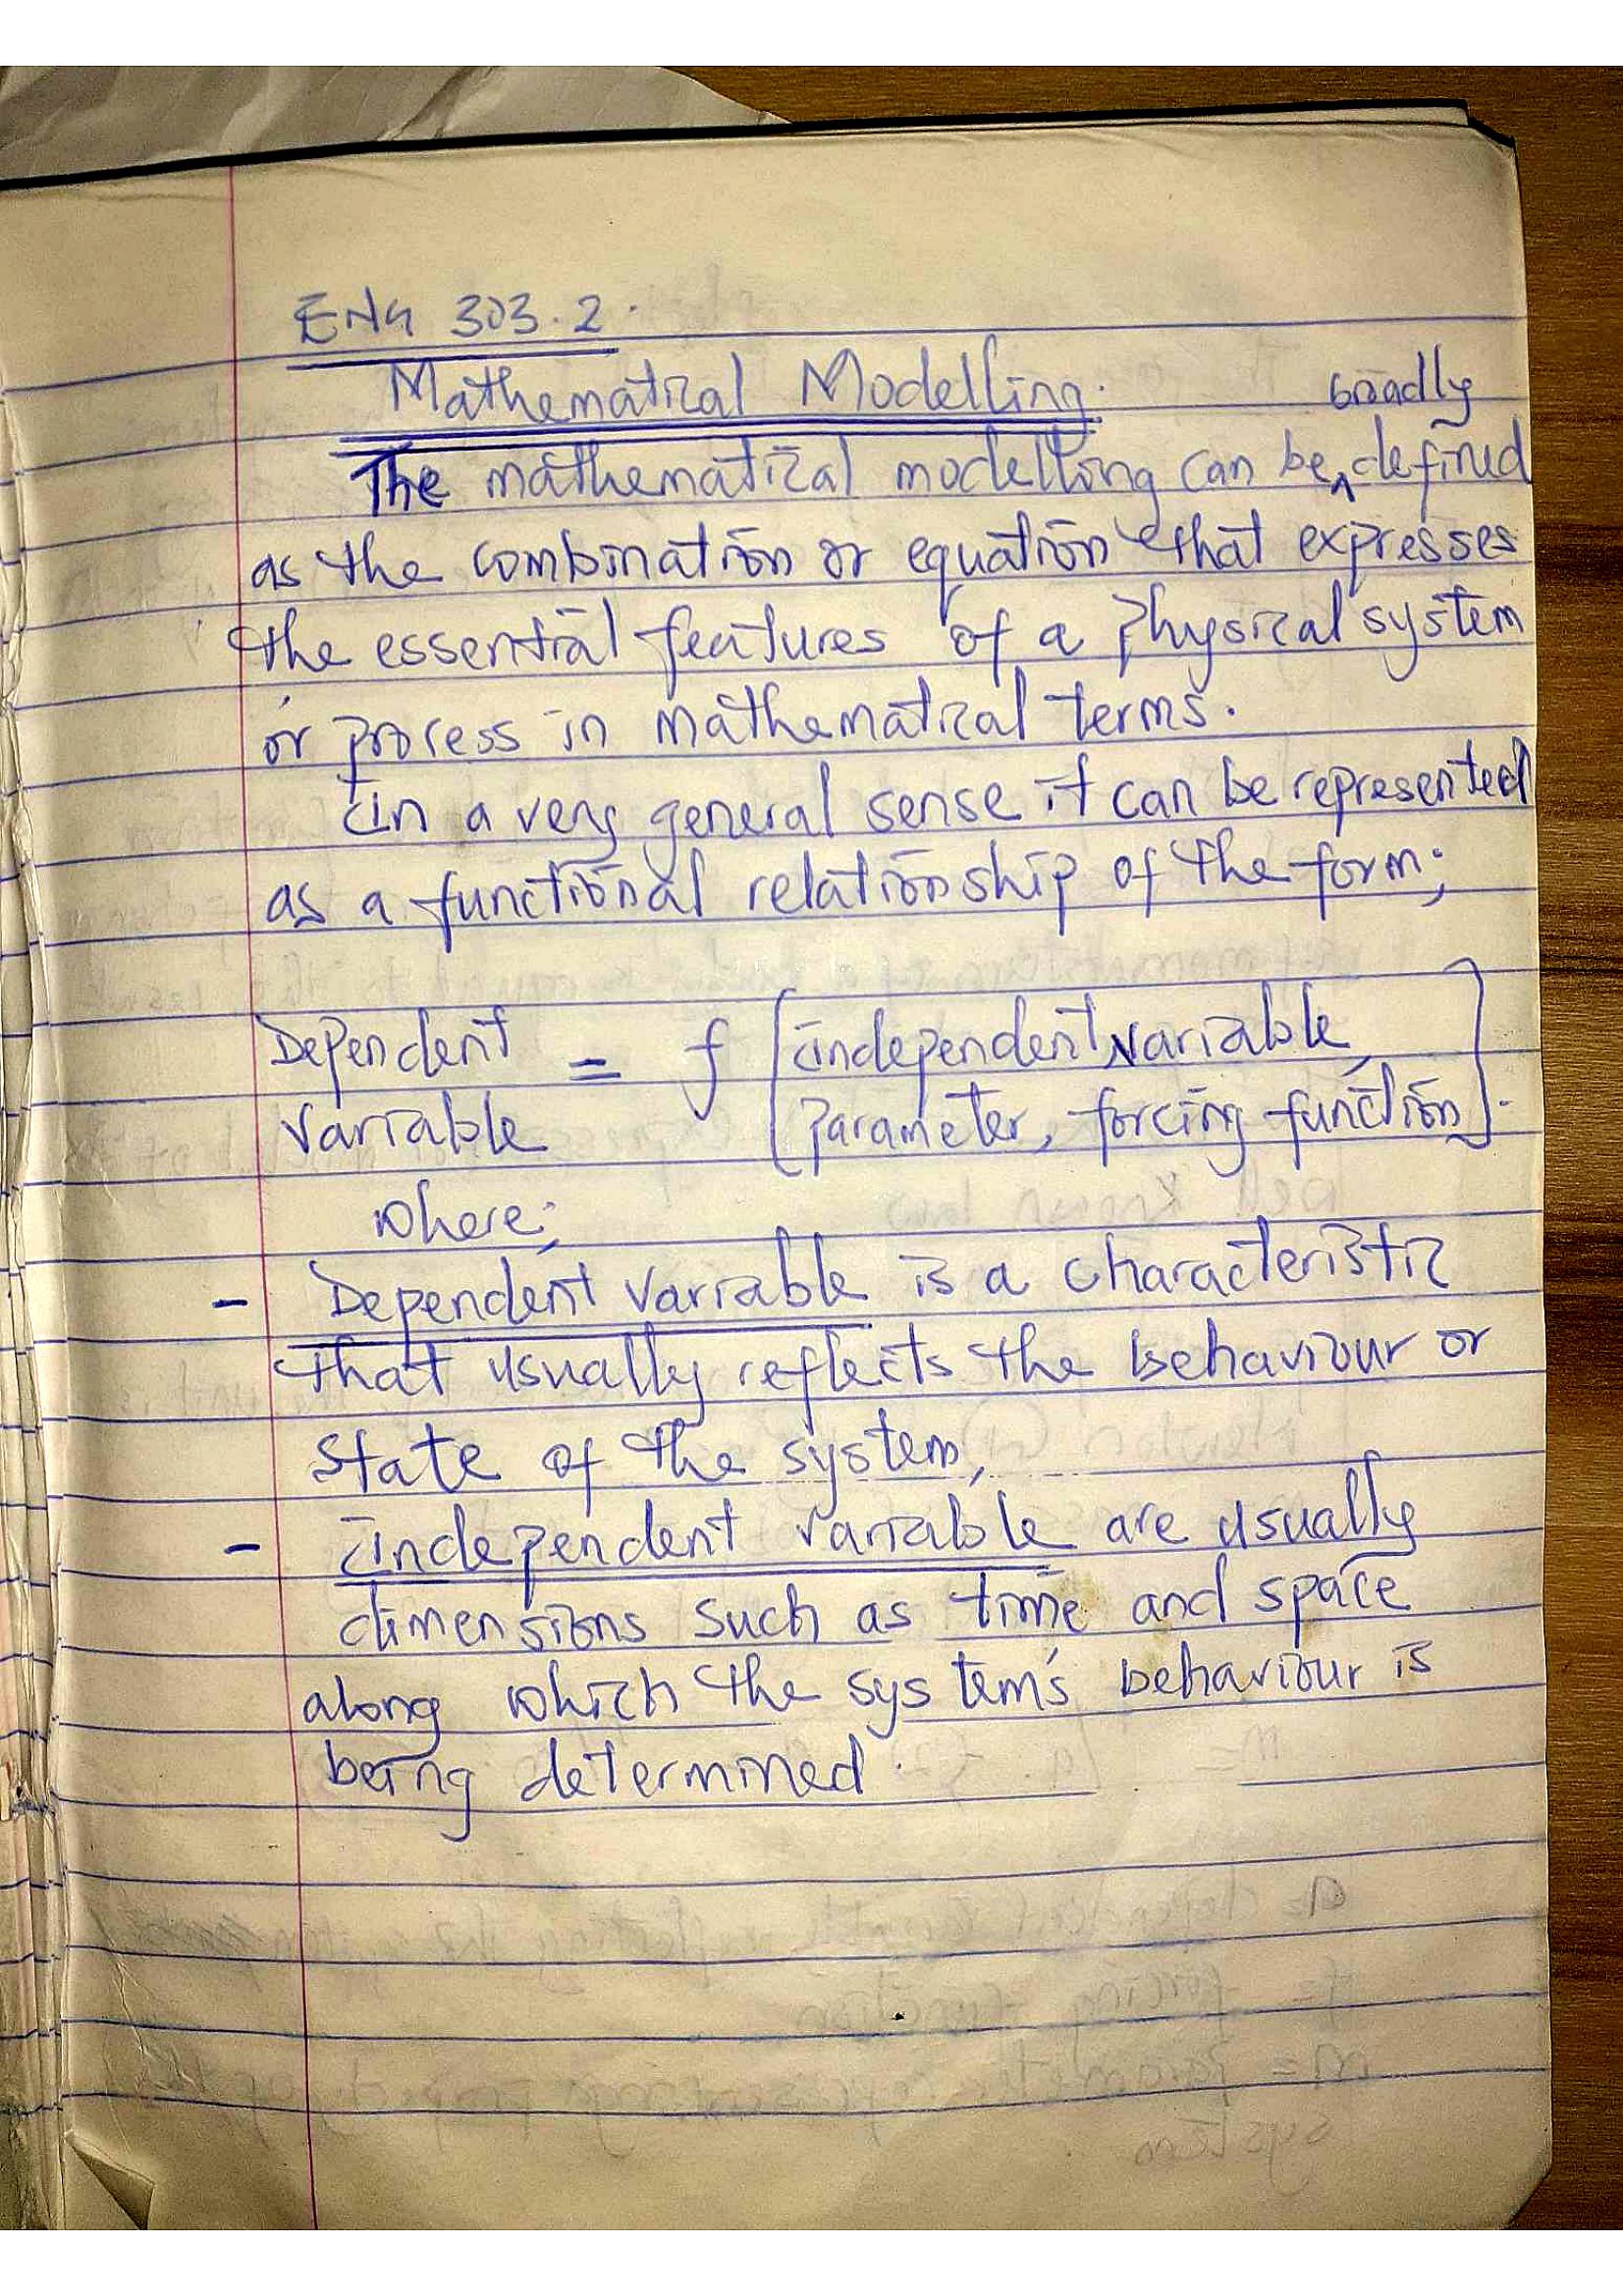 ENG 303.2.
Mathematical Modelling.
broadly
The mathematical modelling can be ^ defined
as the combination or equation that expresses
the essential features of a physical system
or process in mathematical terms.
In a very general sense it can be represented
as a functional relationship of the form;
Dependent variable = f [independent variable,
parameter, forcing function].
where;
- Dependent variable is a characteristic
that usually reflects the behaviour or
state of the system,
- independent variable are usually
dimensions such as time and space
along which the system's behaviour is
being determined.